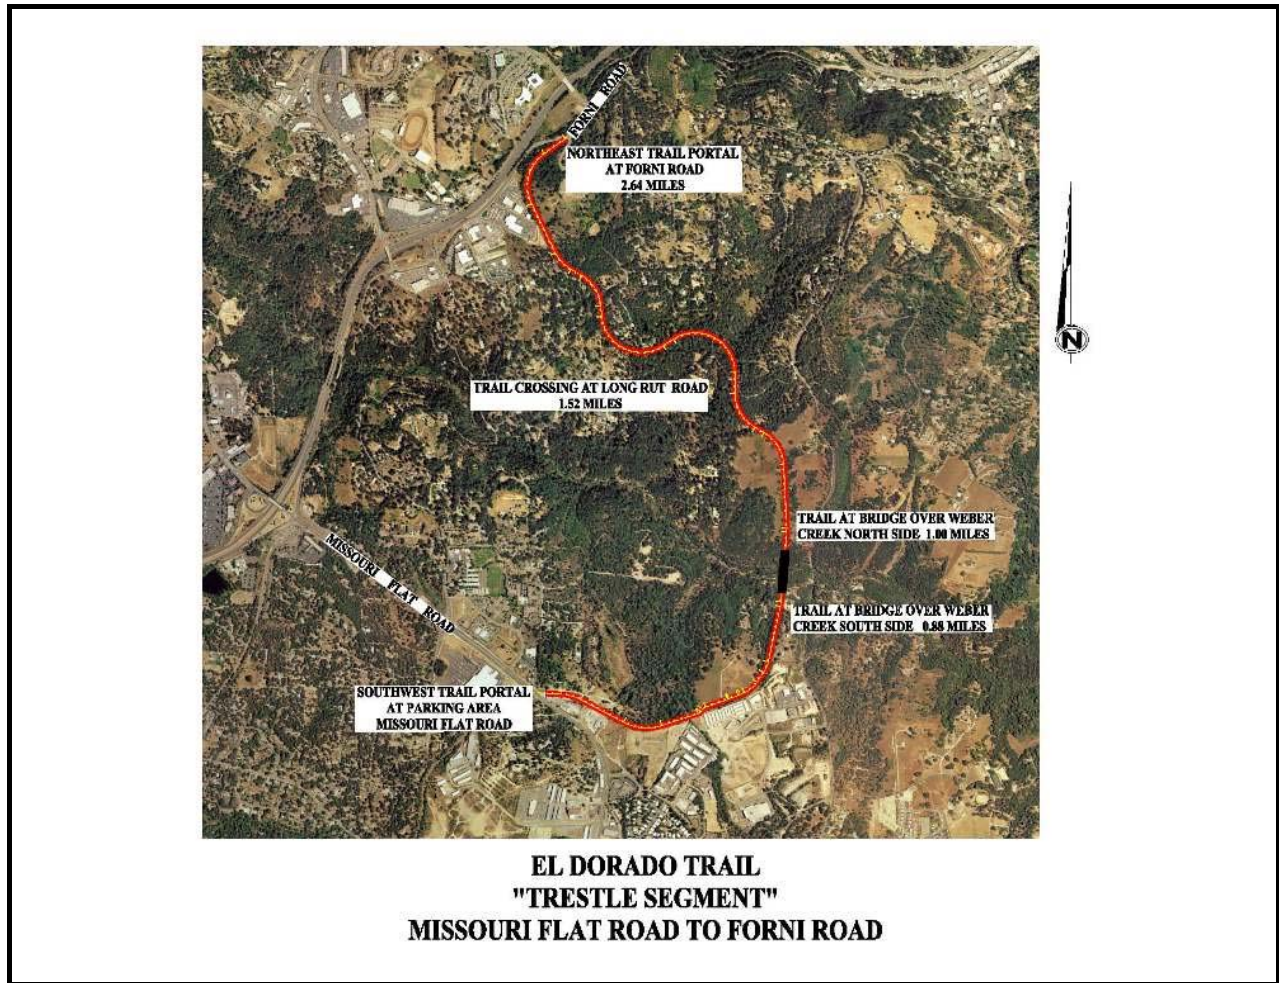 FORNI ROAD
NORTHEAST TRAIL PORTAL
AT FORNI ROAD
2.64 MILES
N
TRAIL CROSSING AT LONG RUT ROAD
1.52 MILES
TRAIL AT BRIDGE OVER WEBER
CREEK NORTH SIDE 1.00 MILES
MISSOURI FLAT ROAD
TRAIL AT BRIDGE OVER WEBER
CREEK SOUTH SIDE 0.88 MILES
SOUTHWEST TRAIL PORTAL
AT PARKING AREA
MISSOURI FLAT ROAD
EL DORADO TRAIL
"TRESTLE SEGMENT"
MISSOURI FLAT ROAD TO FORNI ROAD